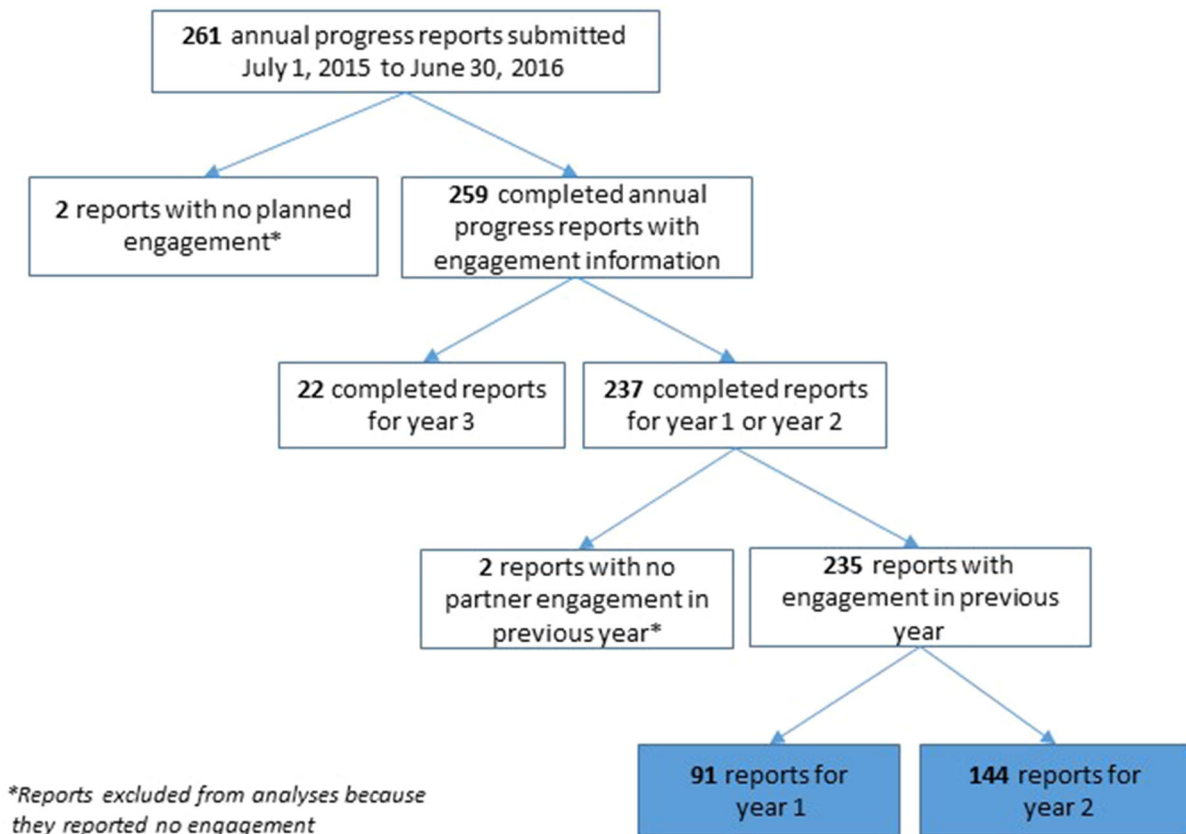 261 annual progress reports submitted
July 1, 2015 to June 30, 2016
2 reports with no planned
engagement*
259 completed annual
progress reports with
engagement information
22 completed reports
for year 3
237 completed reports
for year 1 or year 2
2 reports with no
partner engagement in
previous year*
235 reports with
engagement in previous
year
91 reports for
year 1
144 reports for
year 2
*Reports excluded from analyses because
they reported no engagement